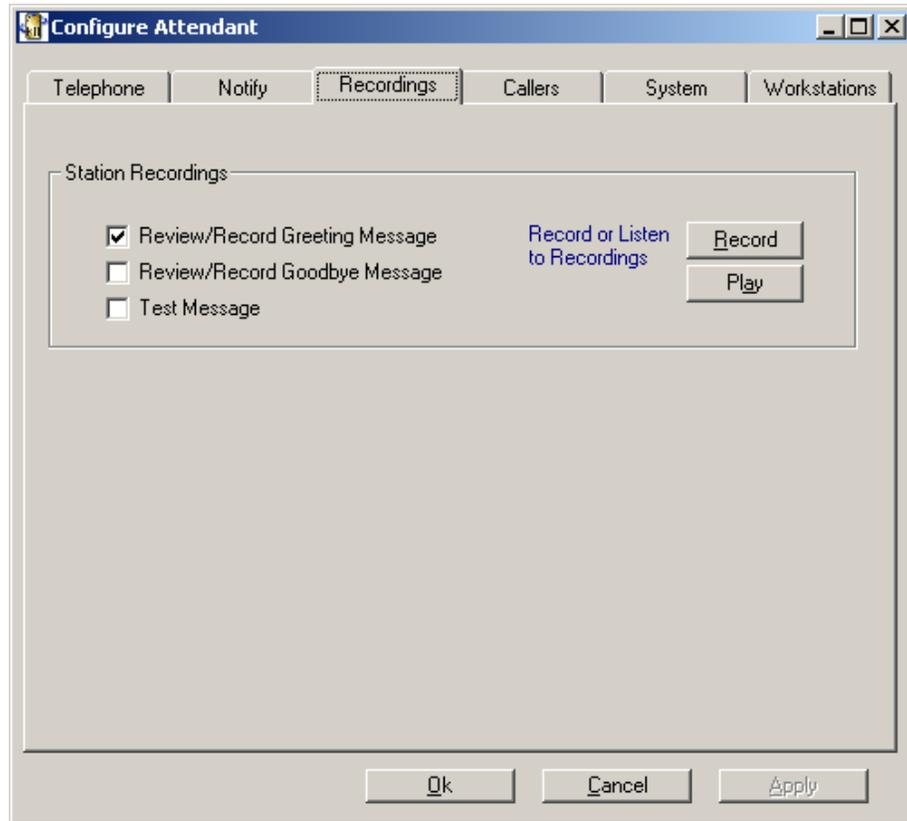 Configure Attendant
Telephone Notify Recordings Callers System Workstations
Station Recordings
Review/Record Greeting Message
Review/Record Goodbye Message
Test Message
Record or Listen
to Recordings
Record
Play
Ok Cancel Apply